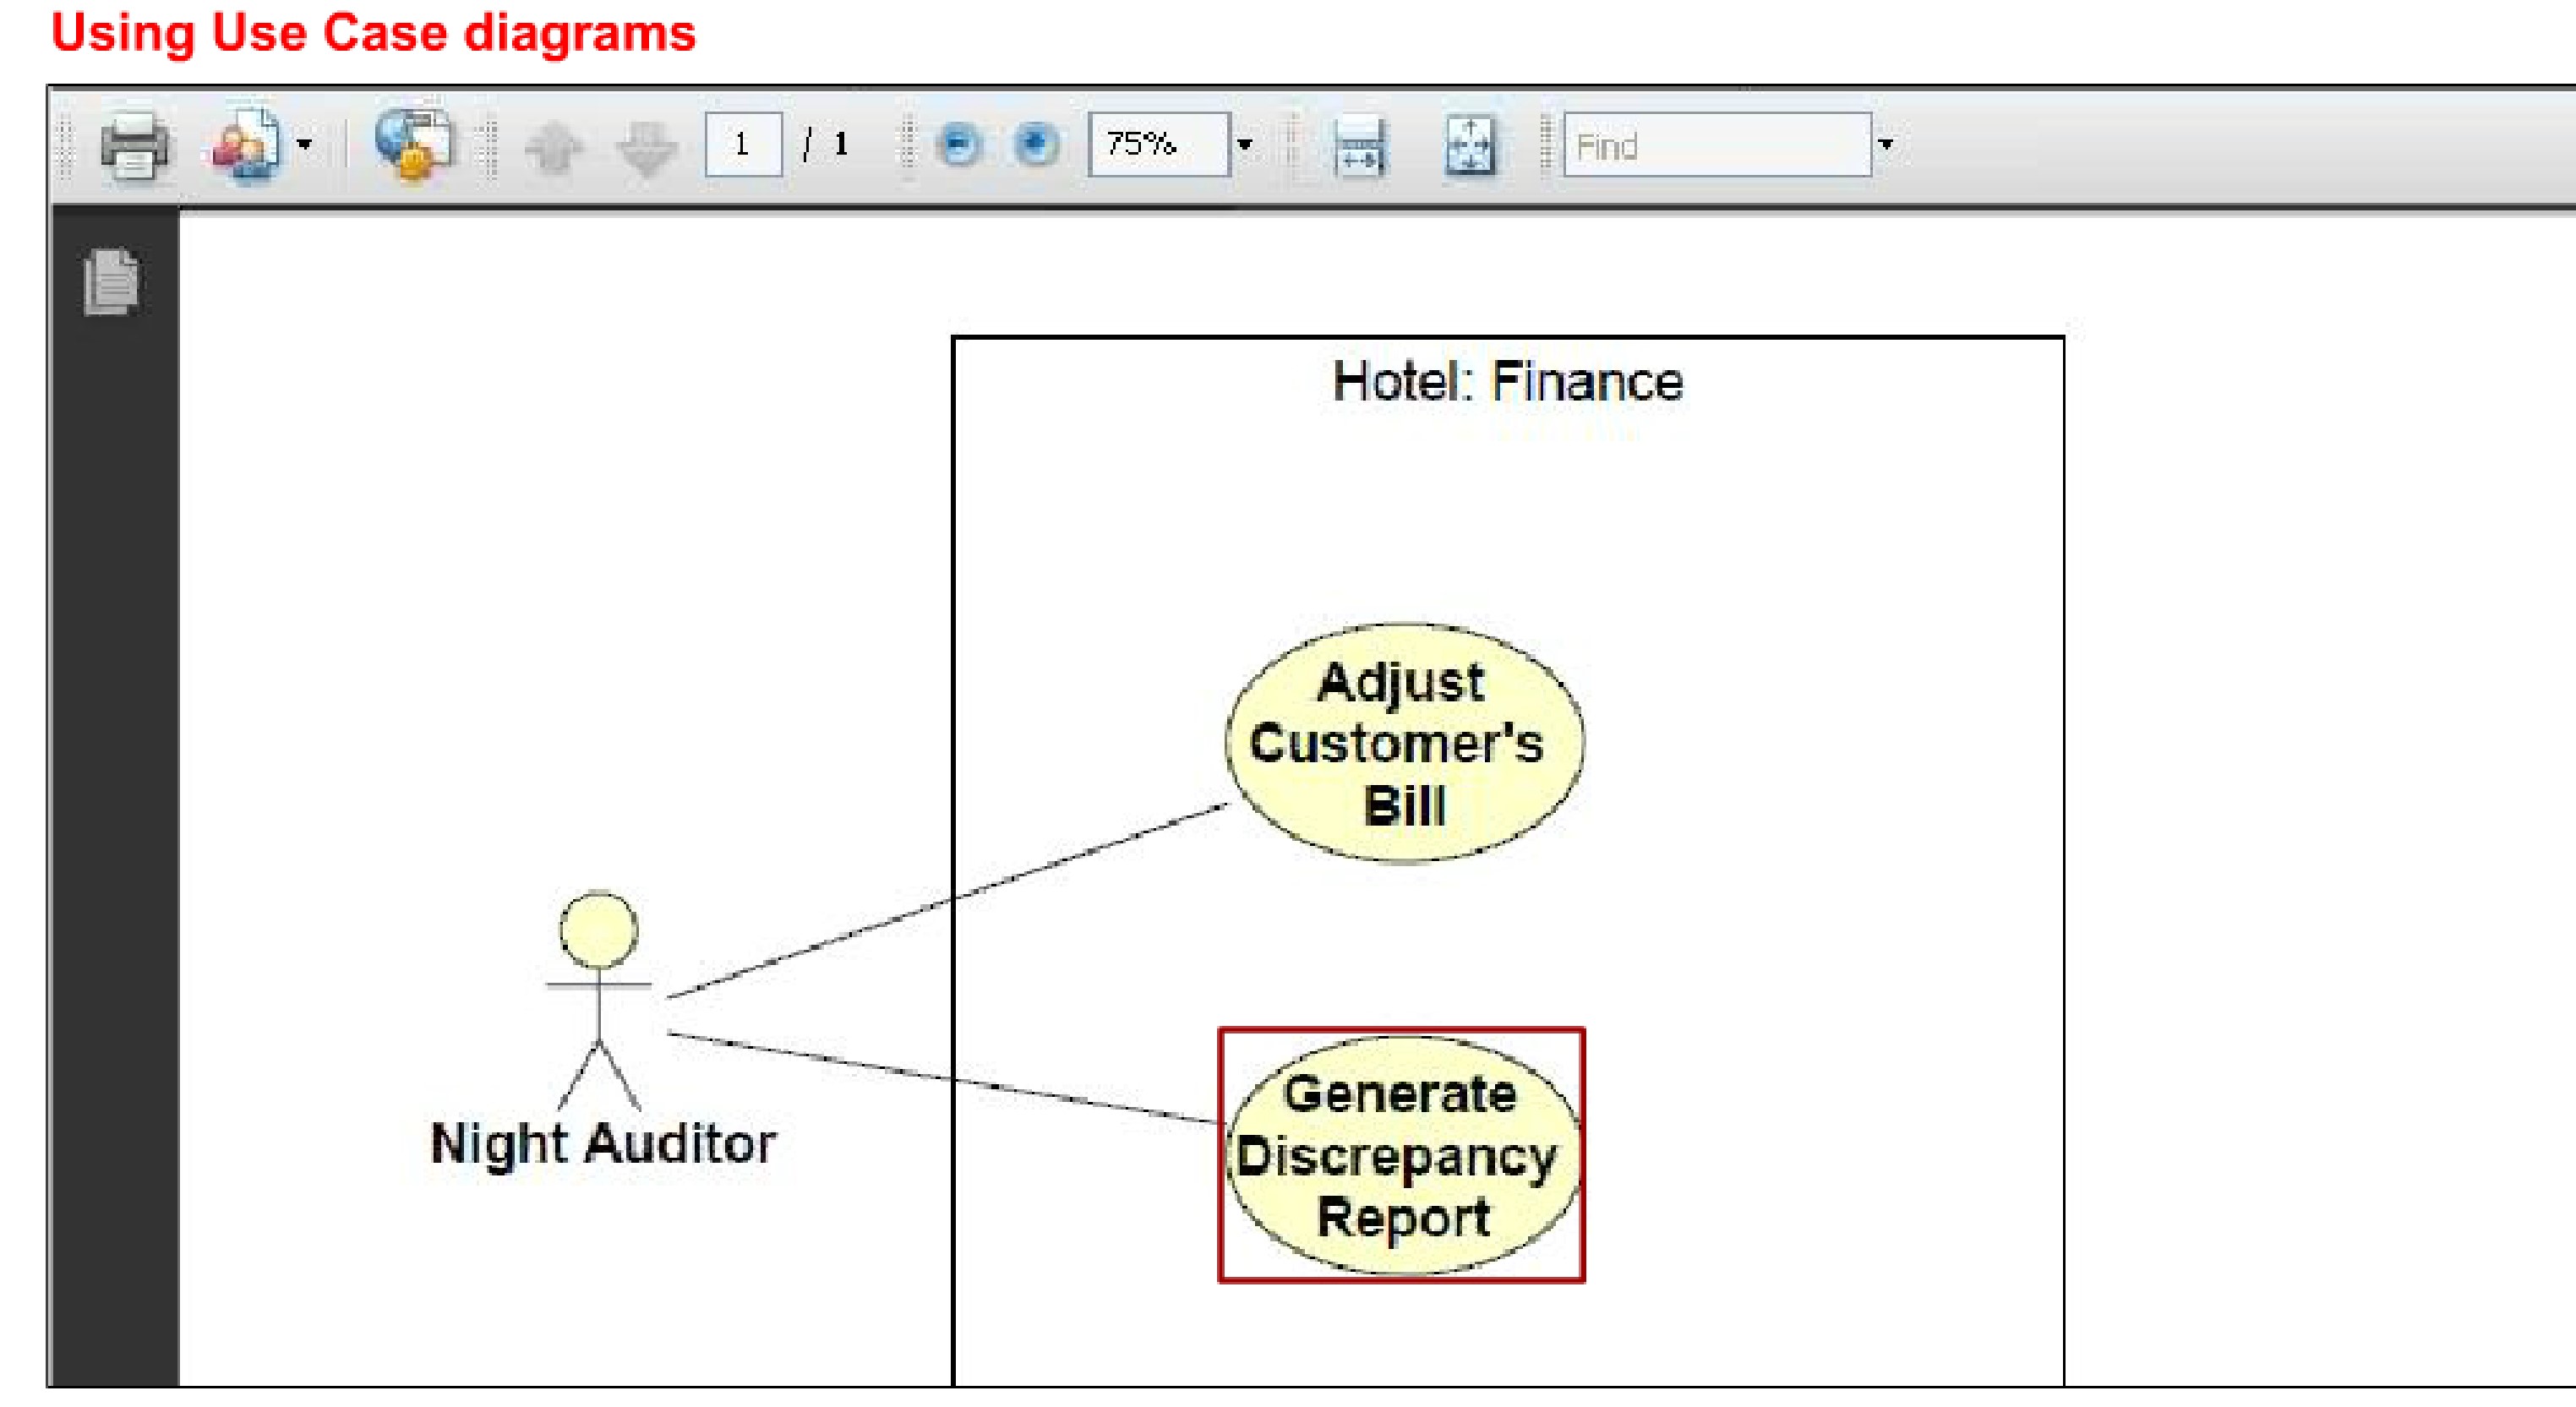 Using Use Case diagrams
1 / 1 75% Find
Hotel: Finance
Adjust
Customer's
Bill
Night Auditor
Generate
Discrepancy
Report